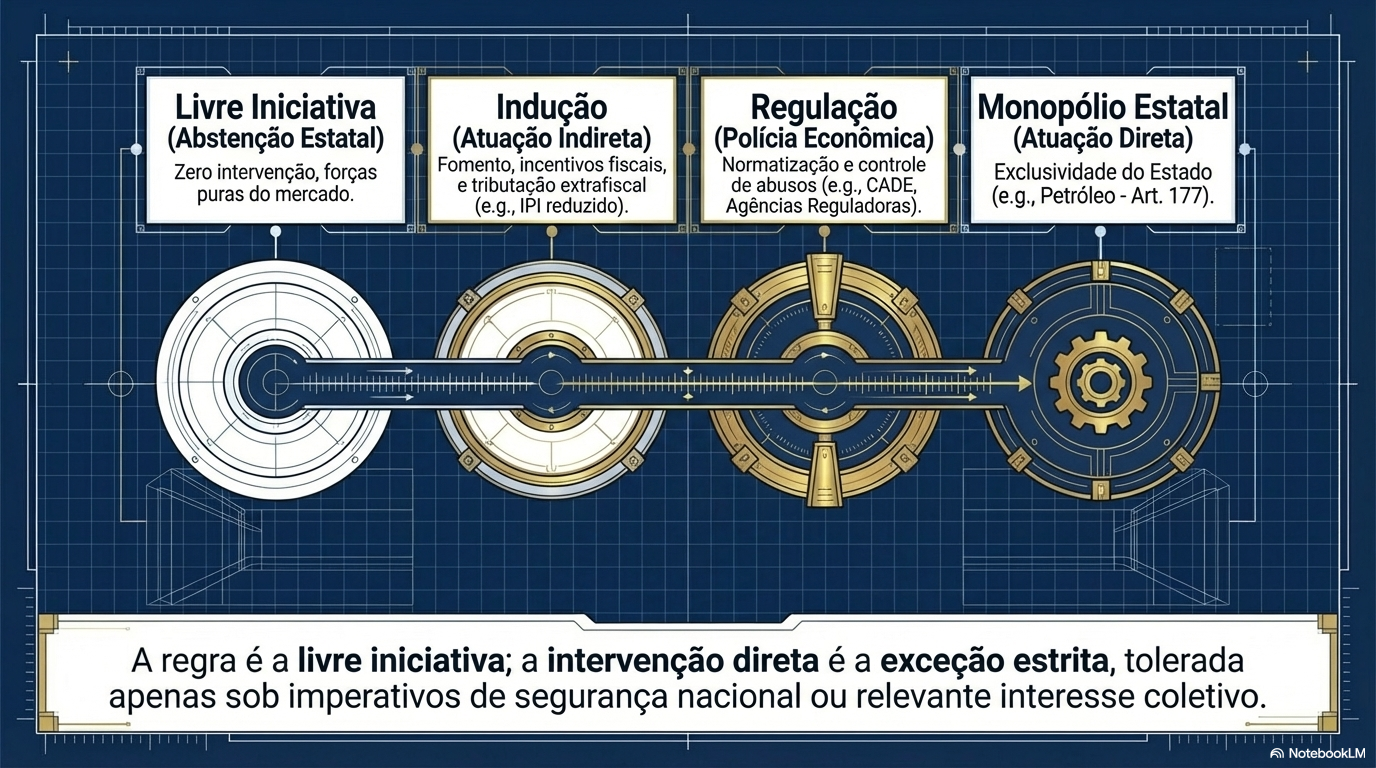 Livre Iniciativa
(Abstenção Estatal)
Zero intervenção, forças
puras do mercado.
Indução
(Atuação Indireta)
Fomento, incentivos fiscais,
e tributação extrafiscal
(e.g., IPI reduzido).
Regulação
(Polícia Econômica)
Normatização e controle
de abusos (e.g., CADE,
Agências Reguladoras).
Monopólio Estatal
(Atuação Direta)
Exclusividade do Estado
(e.g., Petróleo - Art. 177).
A regra é a livre iniciativa; a intervenção direta é a exceção estrita, tolerada
apenas sob imperativos de segurança nacional ou relevante interesse coletivo.
NotebookLM